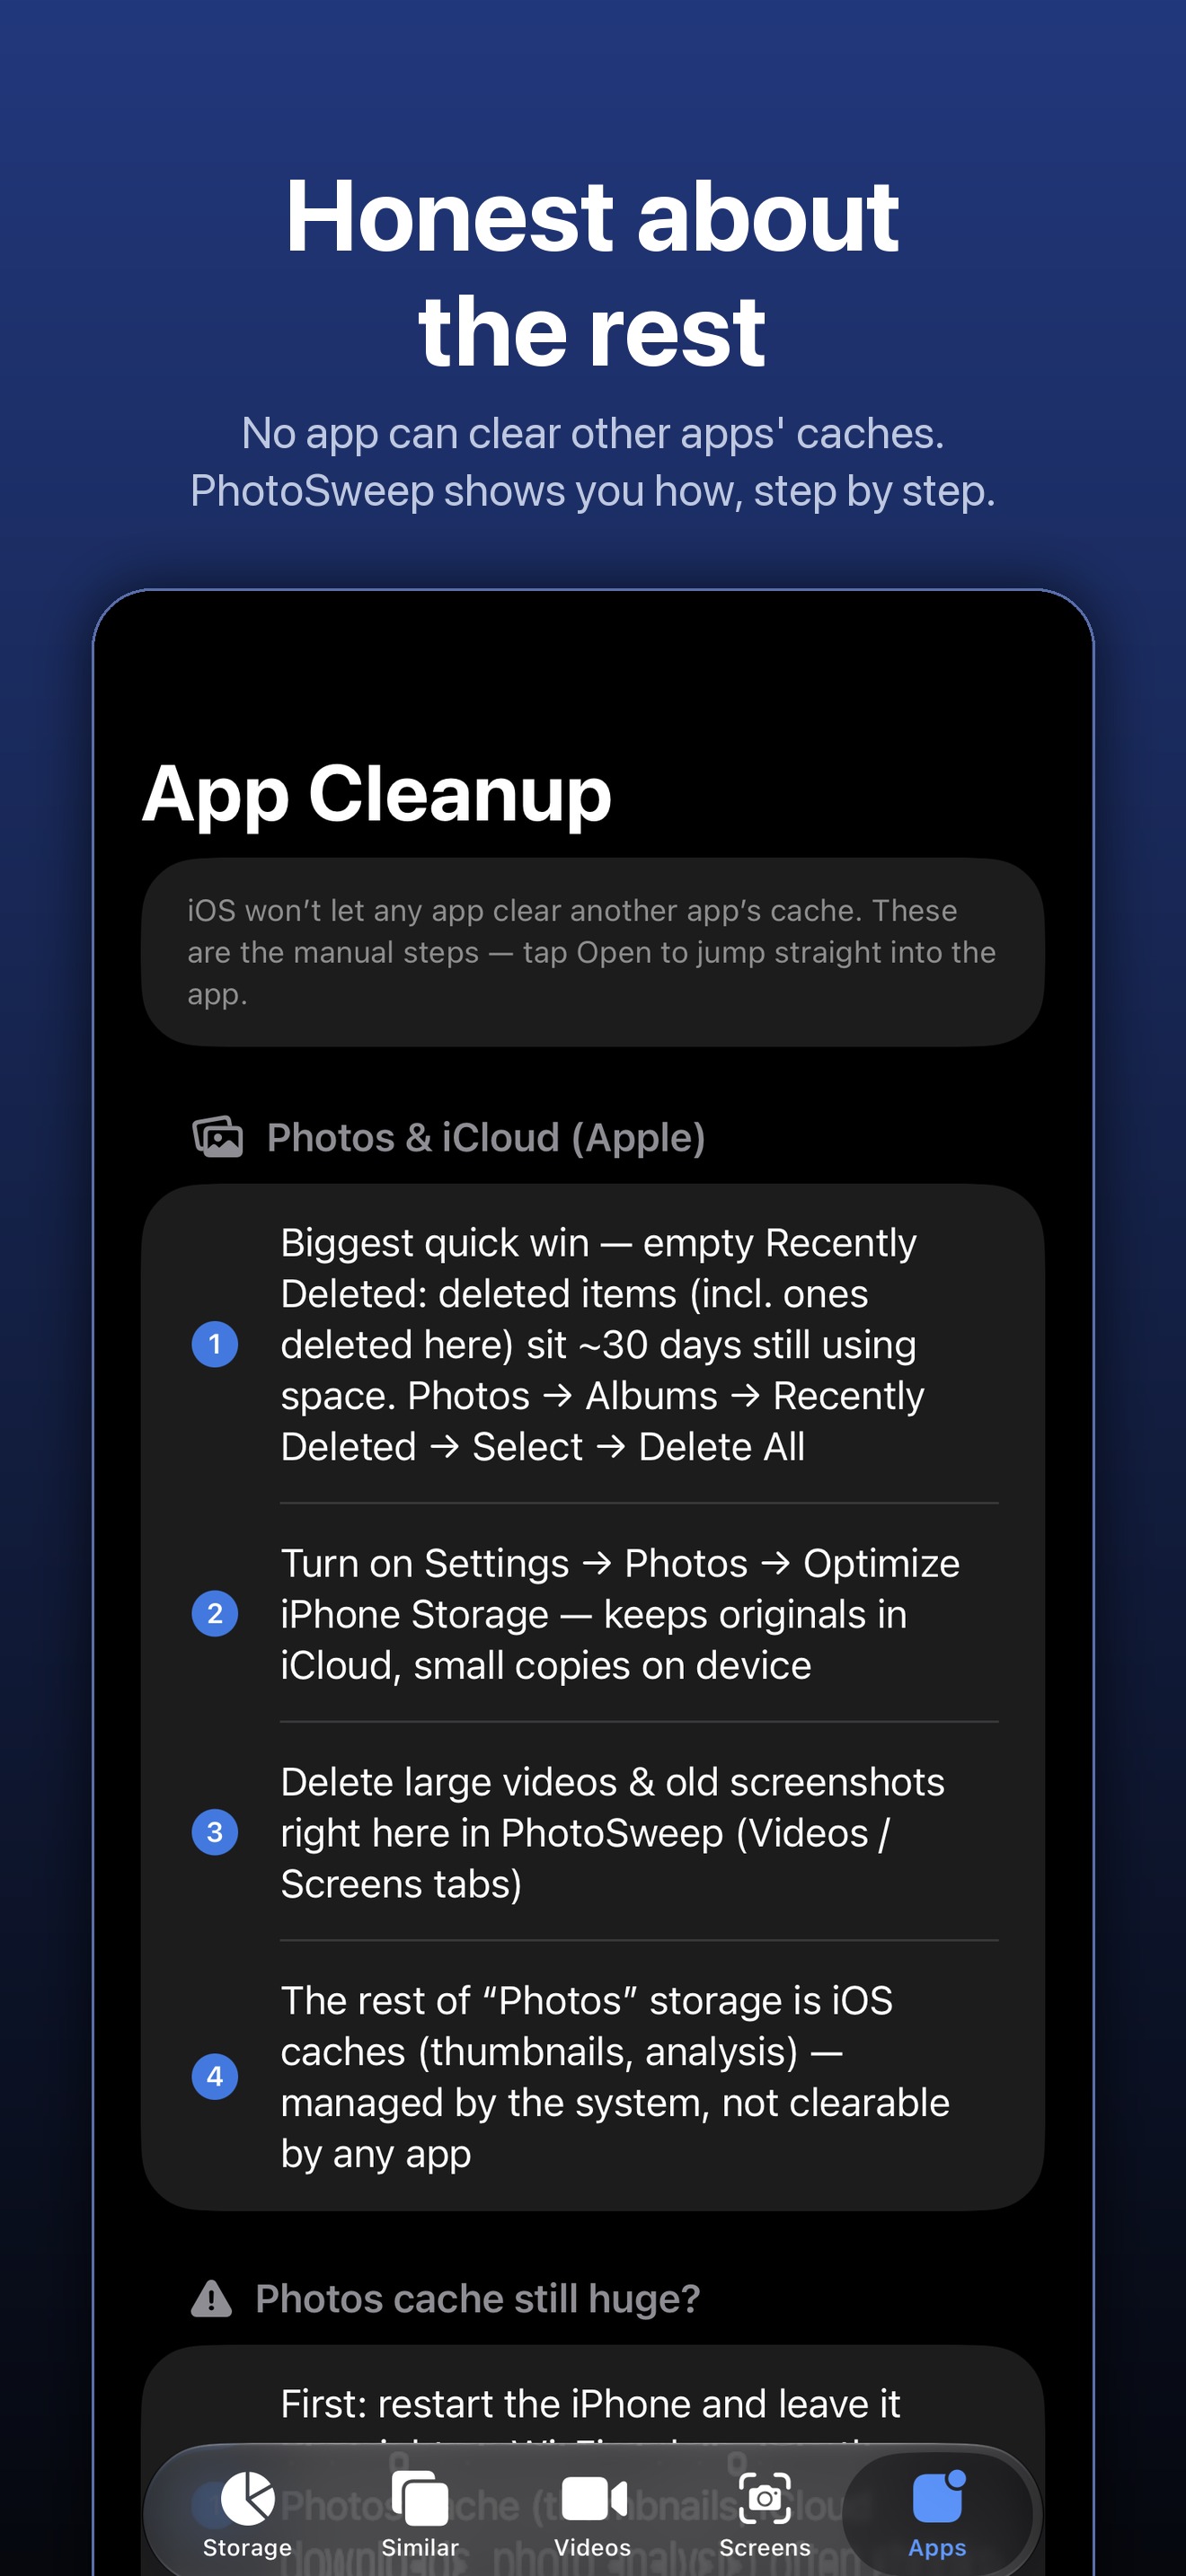 Honest about
the rest
No app can clear other apps' caches.
PhotoSweep shows you how, step by step.
App Cleanup
iOS won’t let any app clear another app’s cache. These
are the manual steps — tap Open to jump straight into the
app.
Photos & iCloud (Apple)
1
Biggest quick win — empty Recently
Deleted: deleted items (incl. ones
deleted here) sit ~30 days still using
space. Photos → Albums → Recently
Deleted → Select → Delete All
2
Turn on Settings → Photos → Optimize
iPhone Storage — keeps originals in
iCloud, small copies on device
3
Delete large videos & old screenshots
right here in PhotoSweep (Videos /
Screens tabs)
4
The rest of “Photos” storage is iOS
caches (thumbnails, analysis) —
managed by the system, not clearable
by any app
Photos cache still huge?
First: restart the iPhone and leave it
Storage
Similar
Videos
Screens
Apps